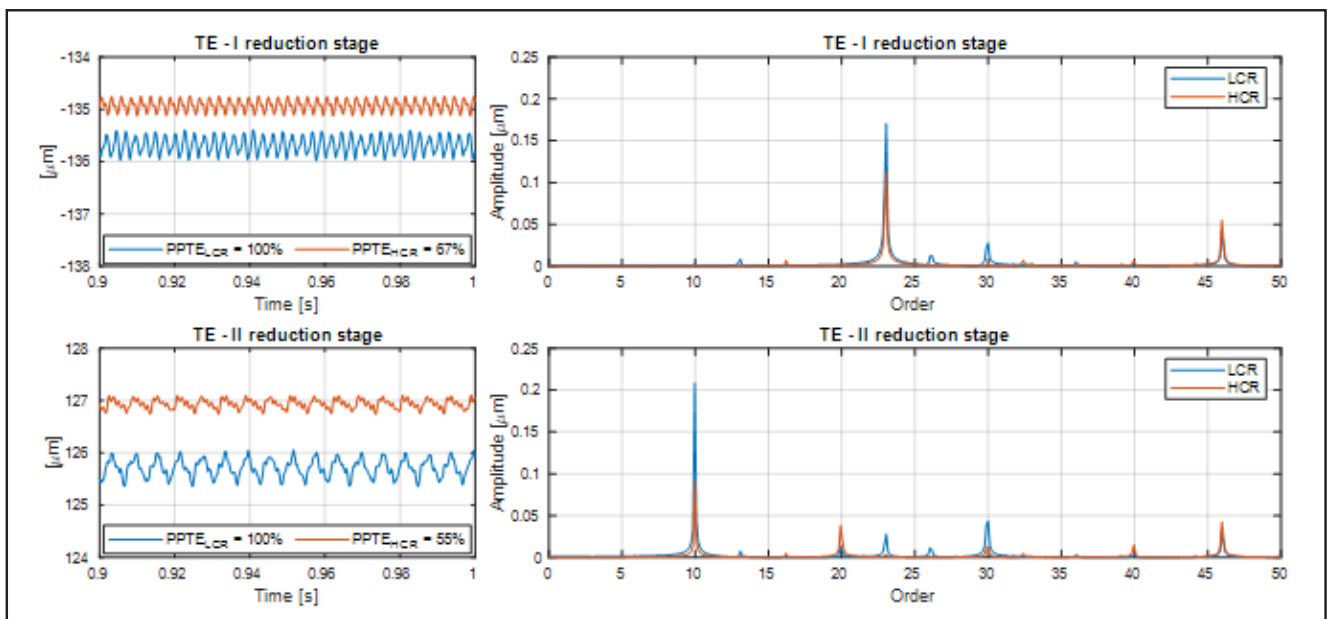 TE - I reduction stage
-134
-135
-136
-137
-138
[μm]
PPTE_LCR = 100% PPTE_HCR = 67%
0.9 0.92 0.94 0.96 0.98 1
Time [s]
TE - I reduction stage
0.25
0.2
0.15
0.1
0.05
0
Amplitude [μm]
LCR
HCR
0 5 10 15 20 25 30 35 40 45 50
Order
TE - II reduction stage
128
127
126
125
124
[μm]
PPTE_LCR = 100% PPTE_HCR = 55%
0.9 0.92 0.94 0.96 0.98 1
Time [s]
TE - II reduction stage
0.25
0.2
0.15
0.1
0.05
0
Amplitude [μm]
LCR
HCR
0 5 10 15 20 25 30 35 40 45 50
Order